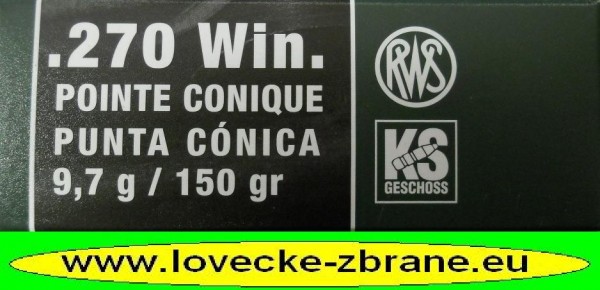 .270 Win.
POINTE CONIQUE
PUNTA CÓNICA
9,7 g / 150 gr
RWS
KS
GESCHOSS
www.lovecke-zbrane.eu